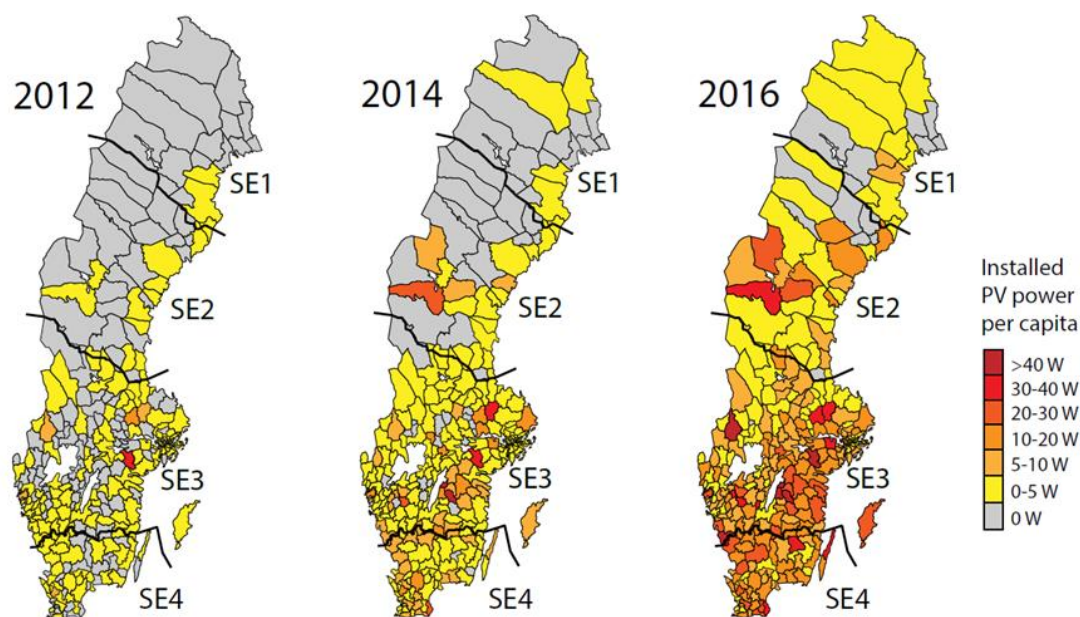 2012
SE1
SE2
SE3
SE4
2014
SE1
SE2
SE3
SE4
2016
SE1
SE2
SE3
SE4
Installed
PV power
per capita
>40 W
30-40 W
20-30 W
10-20 W
5-10 W
0-5 W
0 W